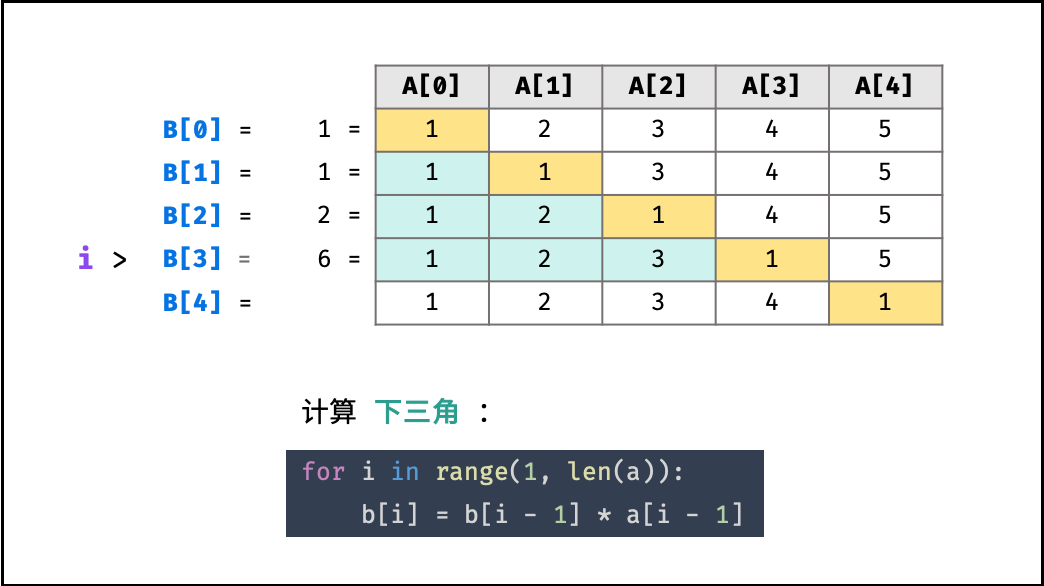 A[0] A[1] A[2] A[3] A[4]
B[0] = 1 = 1 2 3 4 5
B[1] = 1 = 1 1 3 4 5
B[2] = 2 = 1 2 1 4 5
i > B[3] = 6 = 1 2 3 1 5
B[4] = 1 2 3 4 1
计算 下三角 :
for i in range(1, len(a)):
    b[i] = b[i - 1] * a[i - 1]